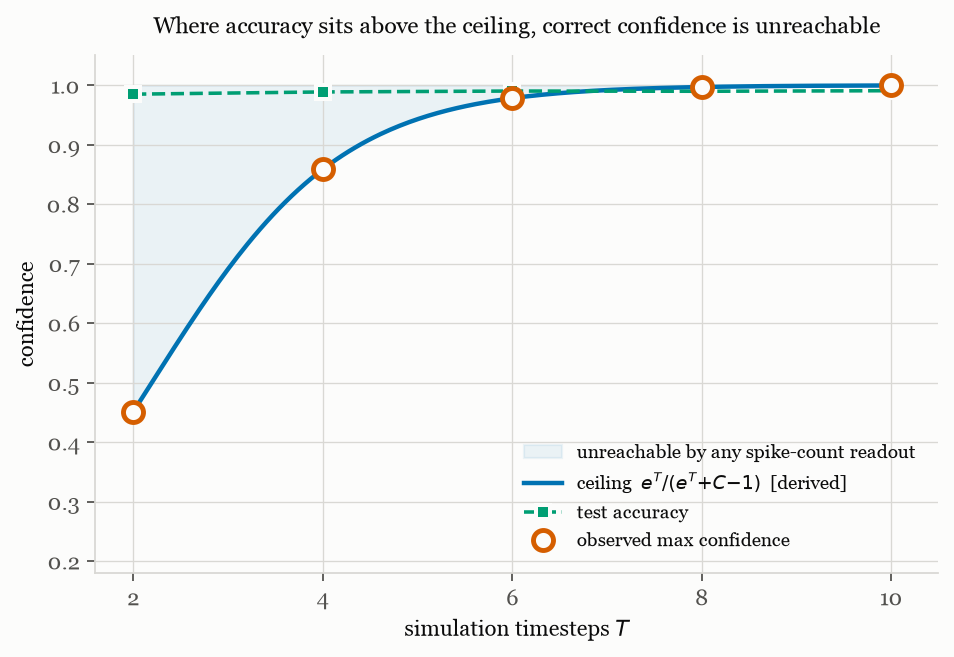 Where accuracy sits above the ceiling, correct confidence is unreachable
1.0
0.9
0.8
0.7
0.6
0.5
0.4
0.3
0.2
confidence
unreachable by any spike-count readout
ceiling e^T/(e^T+C−1) [derived]
test accuracy
observed max confidence
2 4 6 8 10
simulation timesteps T